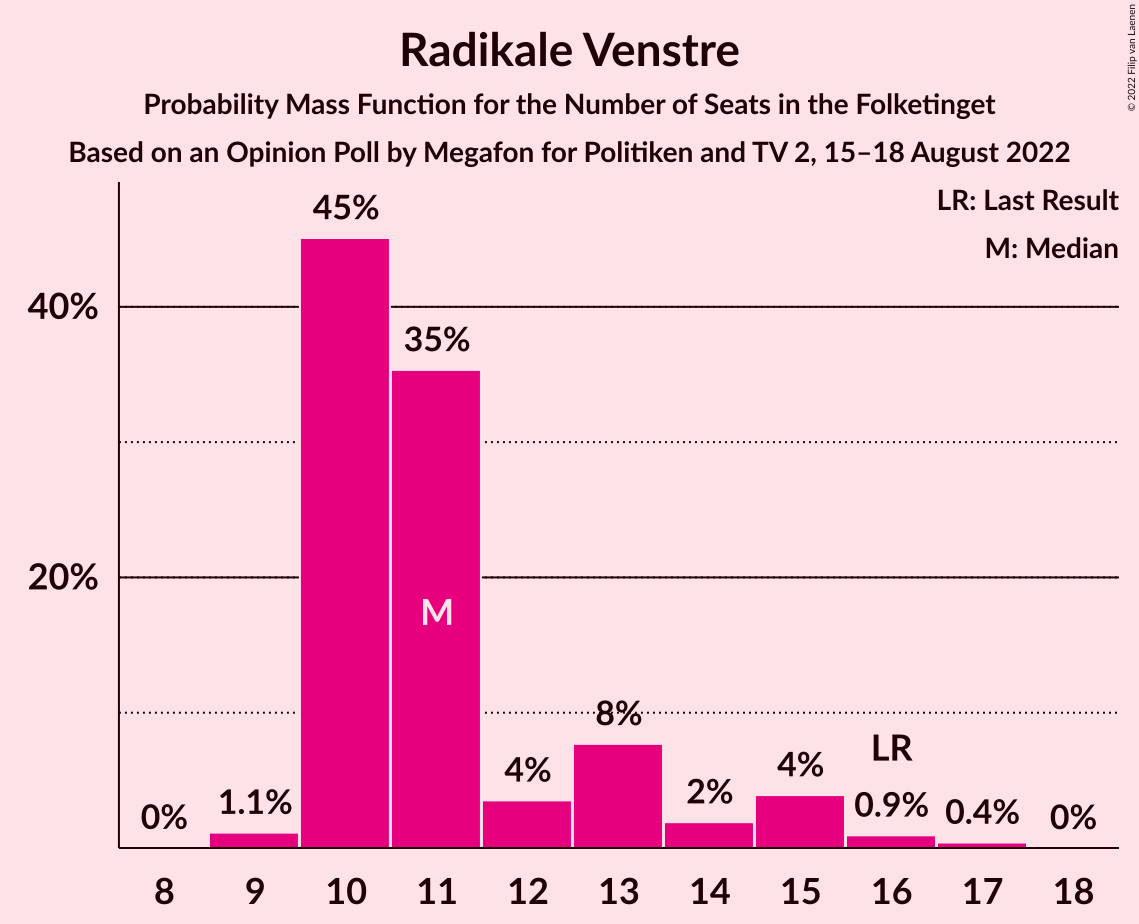 Radikale Venstre
Probability Mass Function for the Number of Seats in the Folketinget
Based on an Opinion Poll by Megafon for Politiken and TV 2, 15–18 August 2022
© 2022 Filip van Laenen
LR: Last Result
M: Median
45%
40%
35%
20%
M
8%
LR
4%
4%
2%
1.1%
0.9%
0.4%
0%
0%
8 9 10 11 12 13 14 15 16 17 18